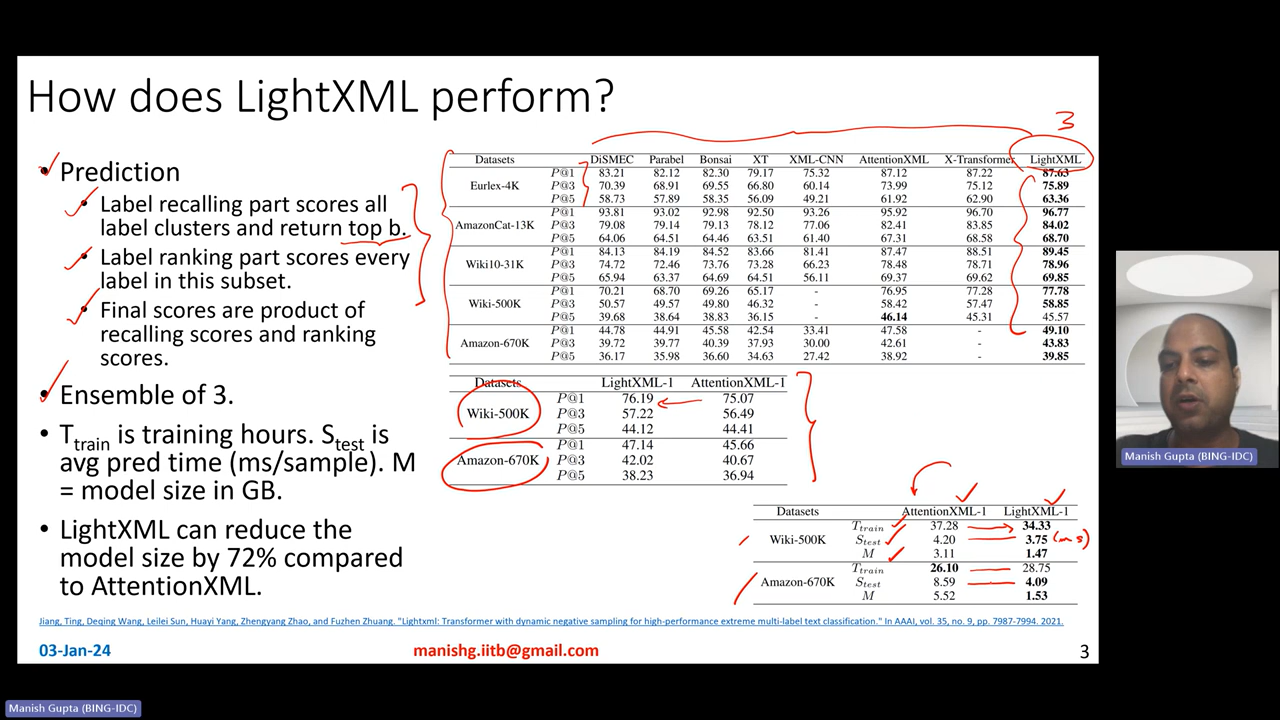 How does LightXML perform?
3
• Prediction
• Label recalling part scores all
label clusters and return top b.
• Label ranking part scores every
label in this subset.
• Final scores are product of
recalling scores and ranking
scores.
• Ensemble of 3.
• Ttrain is training hours. Stest is
avg pred time (ms/sample). M
= model size in GB.
• LightXML can reduce the
model size by 72% compared
to AttentionXML.
Datasets DiSMEC Parabel Bonsai XT XML-CNN AttentionXML X-Transformer LightXML
P@1 83.21 82.12 82.30 79.17 75.32 87.12 87.22 87.63
Eurlex-4K P@3 70.39 68.91 69.55 66.80 60.14 73.99 75.12 75.89
P@5 58.73 57.89 58.35 56.09 49.21 61.92 62.90 63.36
P@1 93.81 93.02 92.98 92.50 93.26 95.92 96.70 96.77
AmazonCat-13K P@3 79.08 79.14 79.13 78.12 77.06 82.41 83.85 84.02
P@5 64.06 64.51 64.46 63.51 61.40 67.31 68.58 68.70
P@1 84.13 84.19 84.52 83.66 81.41 87.47 88.51 89.45
Wiki10-31K P@3 74.72 72.46 73.76 73.28 66.23 78.48 78.71 78.96
P@5 65.94 63.37 64.69 64.51 56.11 69.37 69.62 69.85
P@1 70.21 68.70 69.26 65.17 - 76.95 77.28 77.78
Wiki-500K P@3 50.57 49.57 49.80 46.32 - 58.42 57.47 58.85
P@5 39.68 38.64 38.83 36.15 - 46.14 45.31 45.57
P@1 44.78 44.91 45.58 42.54 33.41 47.58 - 49.10
Amazon-670K P@3 39.72 39.77 40.39 37.93 30.00 42.61 - 43.83
P@5 36.17 35.98 36.60 34.63 27.42 38.92 - 39.85
Datasets LightXML-1 AttentionXML-1
P@1 76.19 75.07
Wiki-500K P@3 57.22 56.49
P@5 44.12 44.41
P@1 47.14 45.66
Amazon-670K P@3 42.02 40.67
P@5 38.23 36.94
Datasets AttentionXML-1 LightXML-1
Ttrain 37.28 34.33
Wiki-500K Stest 4.20 3.75 (ms)
M 3.11 1.47
Ttrain 26.10 28.75
Amazon-670K Stest 8.59 4.09
M 5.52 1.53
Jiang, Ting, Deqing Wang, Leilei Sun, Huayi Yang, Zhengyang Zhao, and Fuzhen Zhuang. "Lightxml: Transformer with dynamic negative sampling for high-performance extreme multi-label text classification." In AAAI, vol. 35, no. 9, pp. 7987-7994. 2021.
03-Jan-24 manishg.iitb@gmail.com 3
Manish Gupta (BING-IDC)
Manish Gupta (BING-IDC)